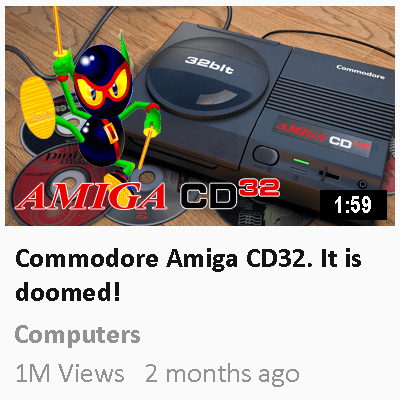 32bit
Commodore
AMIGA CD32
AMIGA CD32
1:59
Commodore Amiga CD32. It is
doomed!
Computers
1M Views 2 months ago